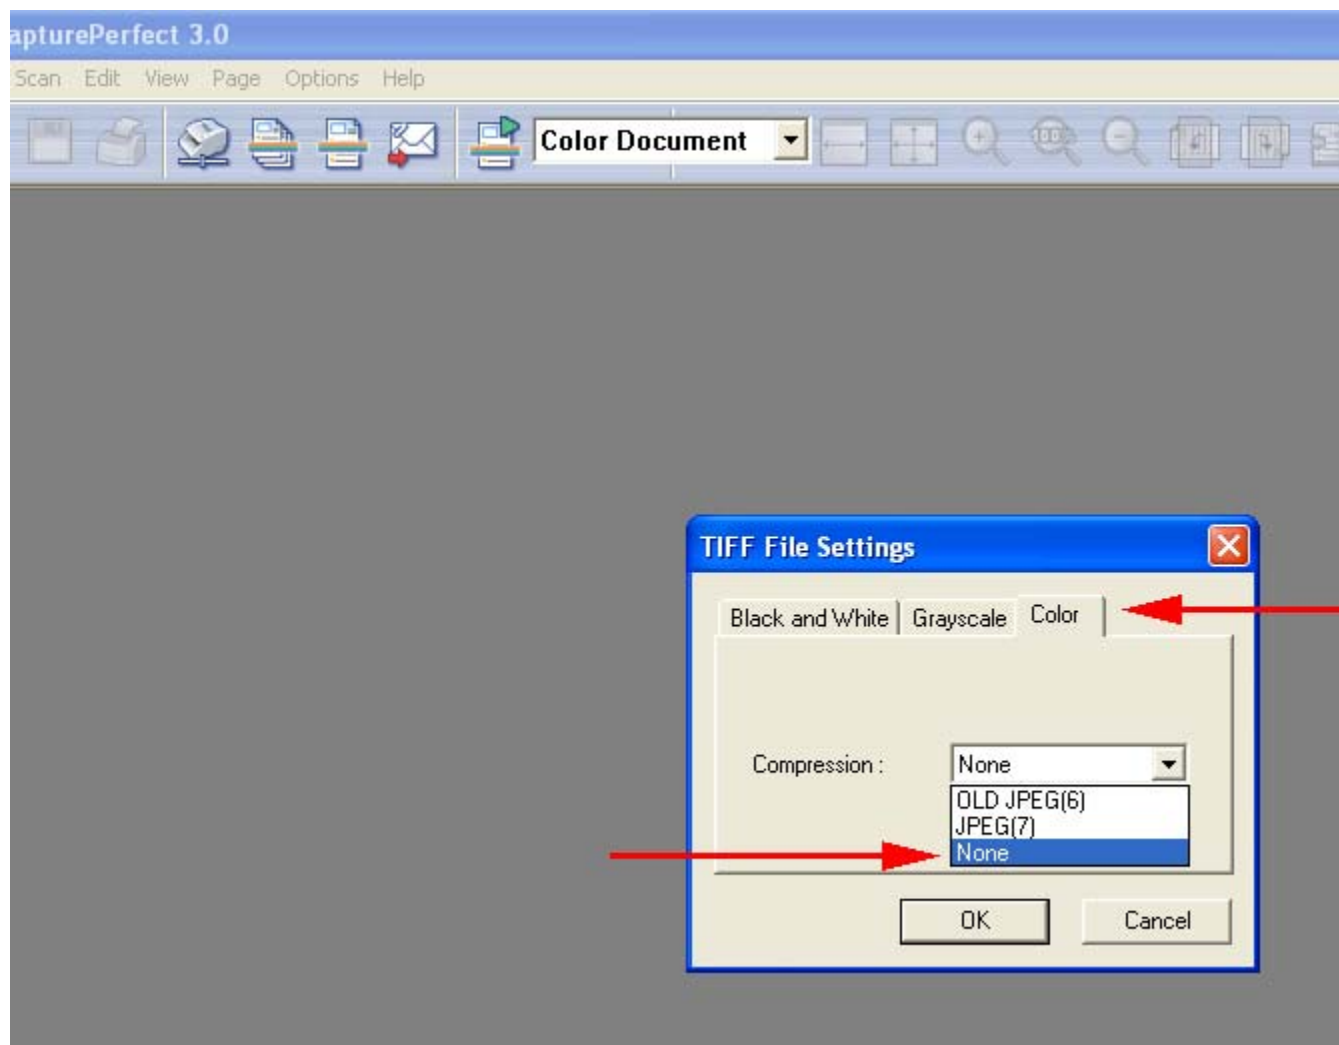 apturePerfect 3.0
Scan Edit View Page Options Help
Color Document
100%
TIFF File Settings
Black and White Grayscale Color
Compression : None
OLD JPEG(6)
JPEG(7)
None
OK Cancel